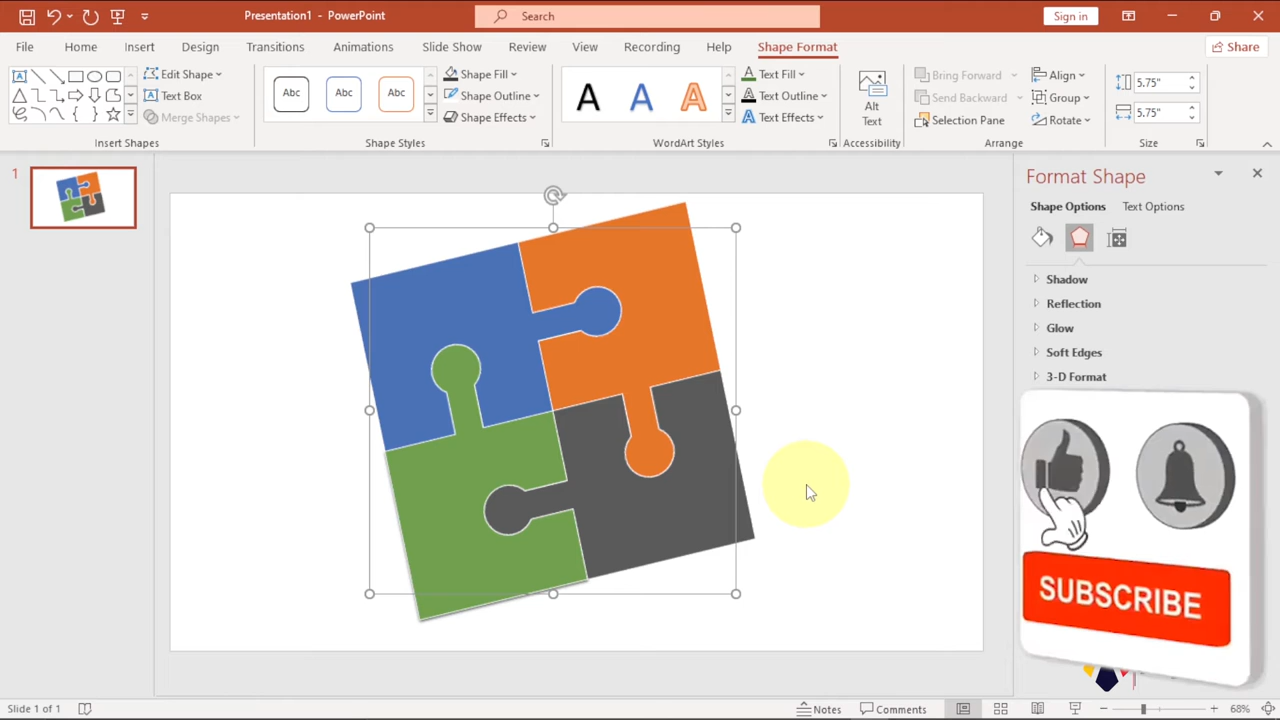 Presentation1 - PowerPoint
Search
Sign in
File Home Insert Design Transitions Animations Slide Show Review View Recording Help Shape Format
Share
Edit Shape
Text Box
Merge Shapes
Insert Shapes
Abc Abc Abc
Shape Fill
Shape Outline
Shape Effects
Shape Styles
A A A
Text Fill
Text Outline
Text Effects
WordArt Styles
Alt
Text
Accessibility
Bring Forward
Send Backward
Selection Pane
Align
Group
Rotate
Arrange
5.75"
5.75"
Size
1
Format Shape
Shape Options Text Options
Shadow
Reflection
Glow
Soft Edges
3-D Format
SUBSCRIBE
Slide 1 of 1
Notes
Comments
68%